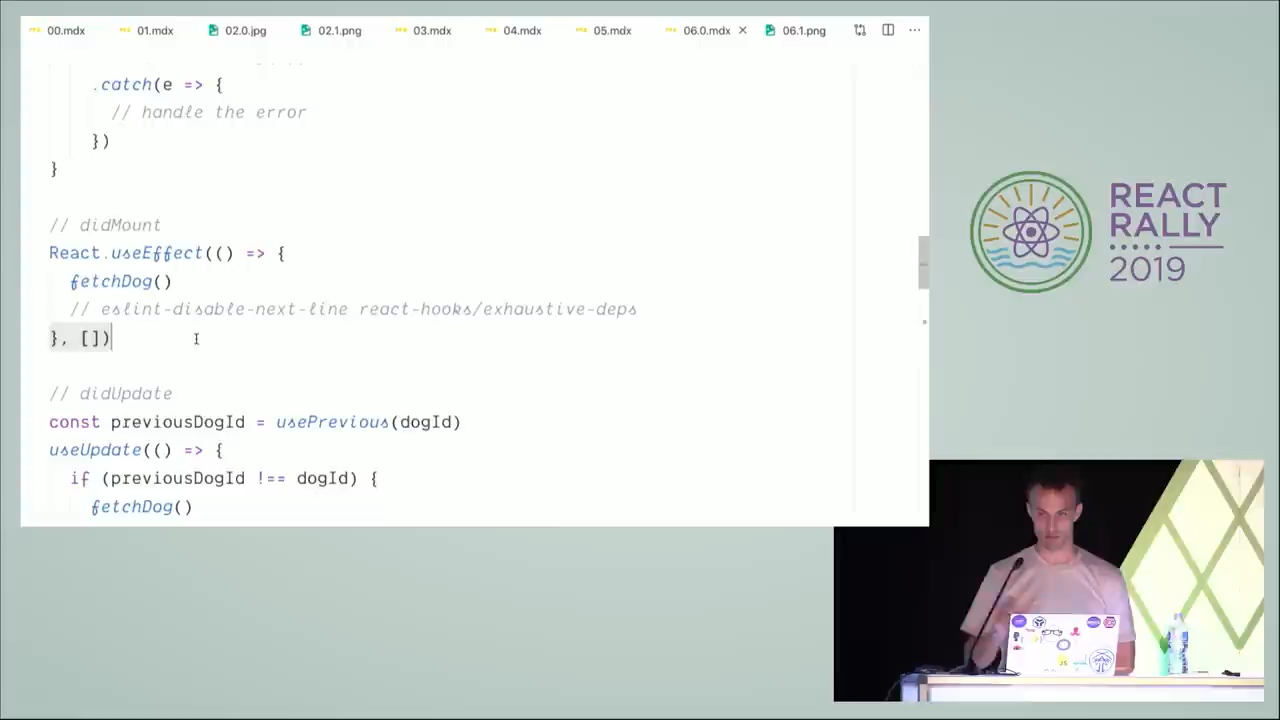 00.mdx 01.mdx 02.0.jpg 02.1.png 03.mdx 04.mdx 05.mdx 06.0.mdx 06.1.png
.catch(e => {
// handle the error
})
}
// didMount
React.useEffect(() => {
fetchDog()
// eslint-disable-next-line react-hooks/exhaustive-deps
}, [])
// didUpdate
const previousDogId = usePrevious(dogId)
useUpdate(() => {
if (previousDogId !== dogId) {
fetchDog()
REACT
RALLY
2019
JS